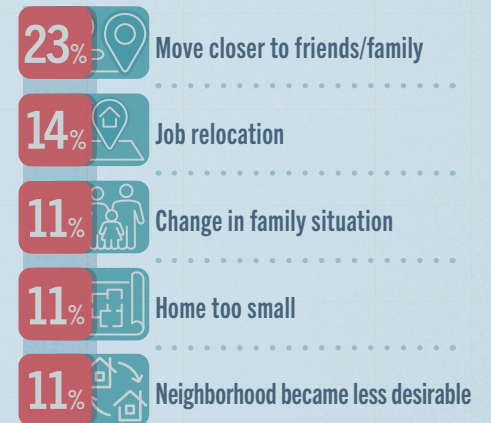 23% Move closer to friends/family
14% Job relocation
11% Change in family situation
11% Home too small
11% Neighborhood became less desirable